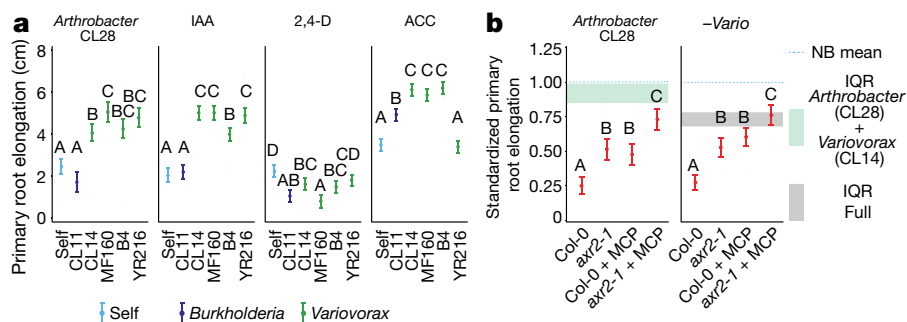 a
Arthrobacter
CL28
IAA
2,4-D
ACC
Primary root elongation (cm)
8
6
4
2
0
A
A
B
C
BC
BC
A
A
C
C
B
C
D
AB
BC
A
BC
CD
A
B
C
C
C
A
Self
CL11
CL14
MF160
B4
YR216
Self
CL11
CL14
MF160
B4
YR216
Self
CL11
CL14
MF160
B4
YR216
Self
CL11
CL14
MF160
B4
YR216
Self
Burkholderia
Variovorax
b
Arthrobacter
CL28
–Vario
Standardized primary
root elongation
1.25
1.00
0.75
0.50
0.25
0
A
B
B
C
A
B
B
C
Col-0
axr2-1
Col-0 + MCP
axr2-1 + MCP
Col-0
axr2-1
Col-0 + MCP
axr2-1 + MCP
NB mean
IQR
Arthrobacter
(CL28)
+
Variovorax
(CL14)
IQR
Full